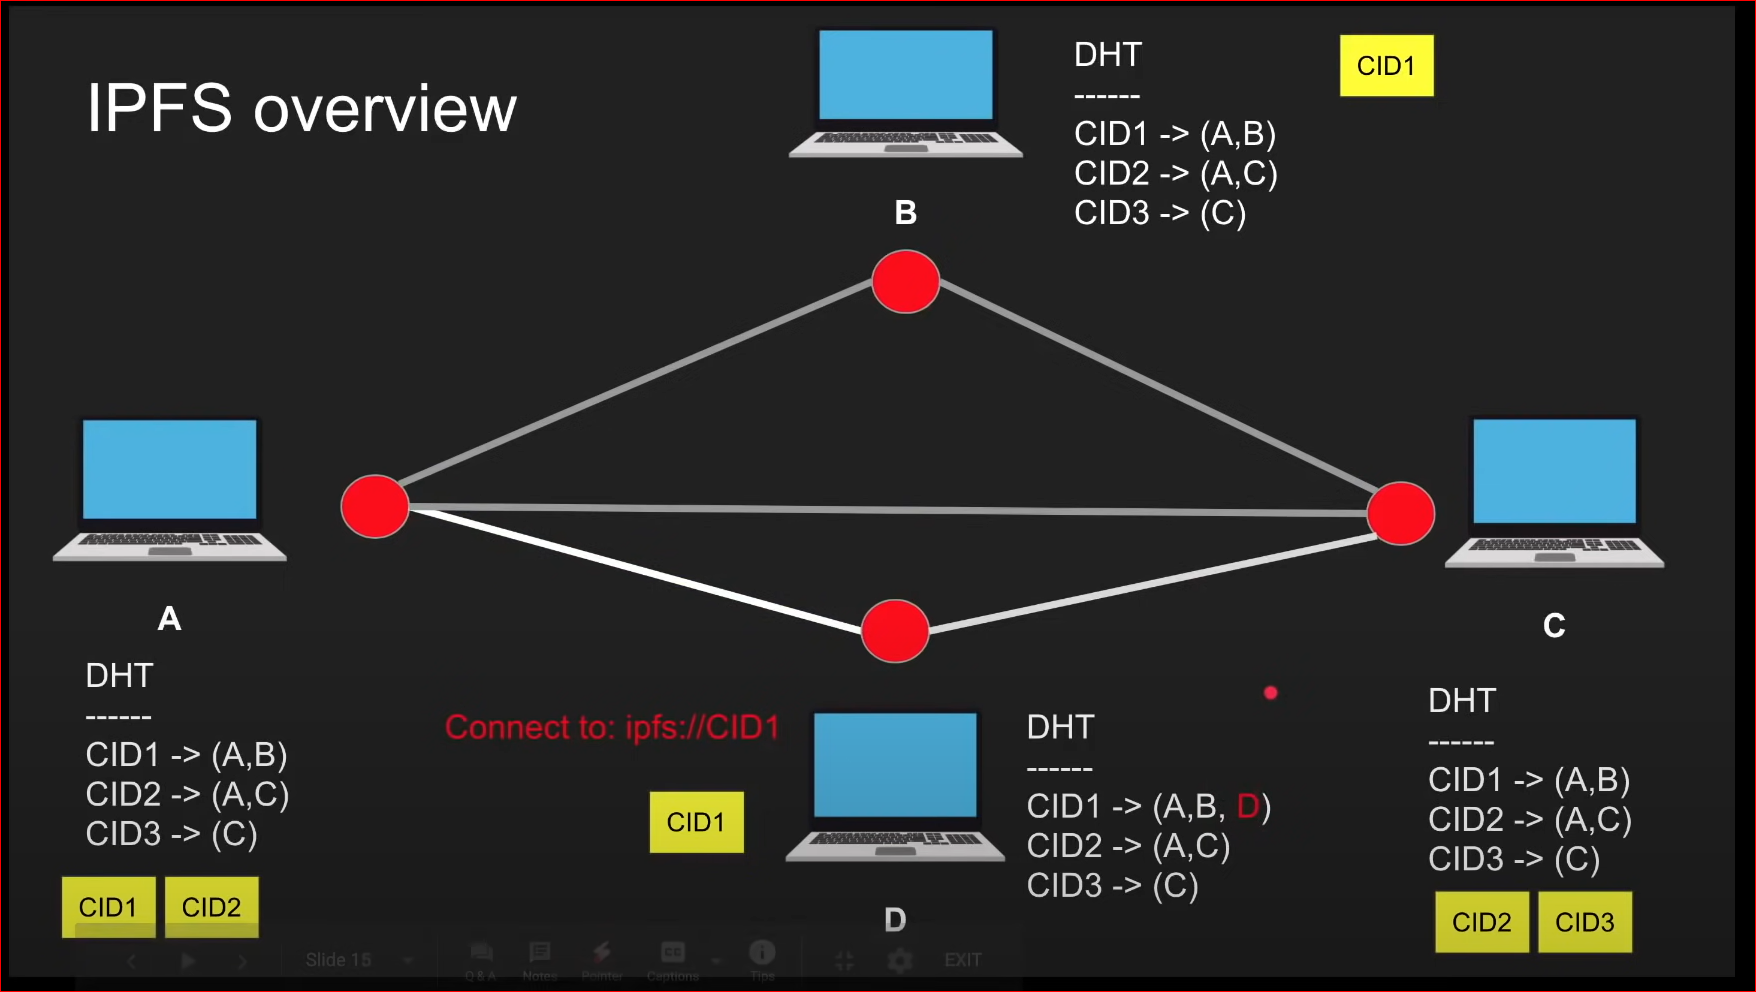 IPFS overview
DHT
------
CID1 -> (A,B)
CID2 -> (A,C)
CID3 -> (C)
CID1
B
A
DHT
------
CID1 -> (A,B)
CID2 -> (A,C)
CID3 -> (C)
CID1
CID2
C
DHT
------
CID1 -> (A,B)
CID2 -> (A,C)
CID3 -> (C)
CID2
CID3
Connect to: ipfs://CID1
CID1
DHT
------
CID1 -> (A,B, D)
CID2 -> (A,C)
CID3 -> (C)
D
Slide 15
Q & A
Notes
Pointer
CC
Captions
Tips
EXIT